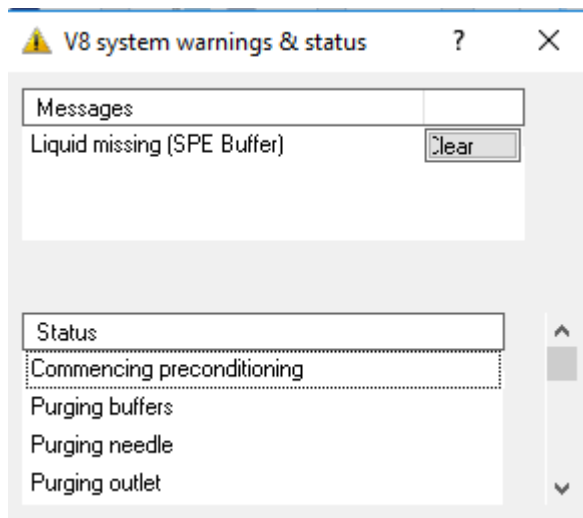 V8 system warnings & status ?
Messages
Liquid missing (SPE Buffer) Clear
Status
Commencing preconditioning
Purging buffers
Purging needle
Purging outlet